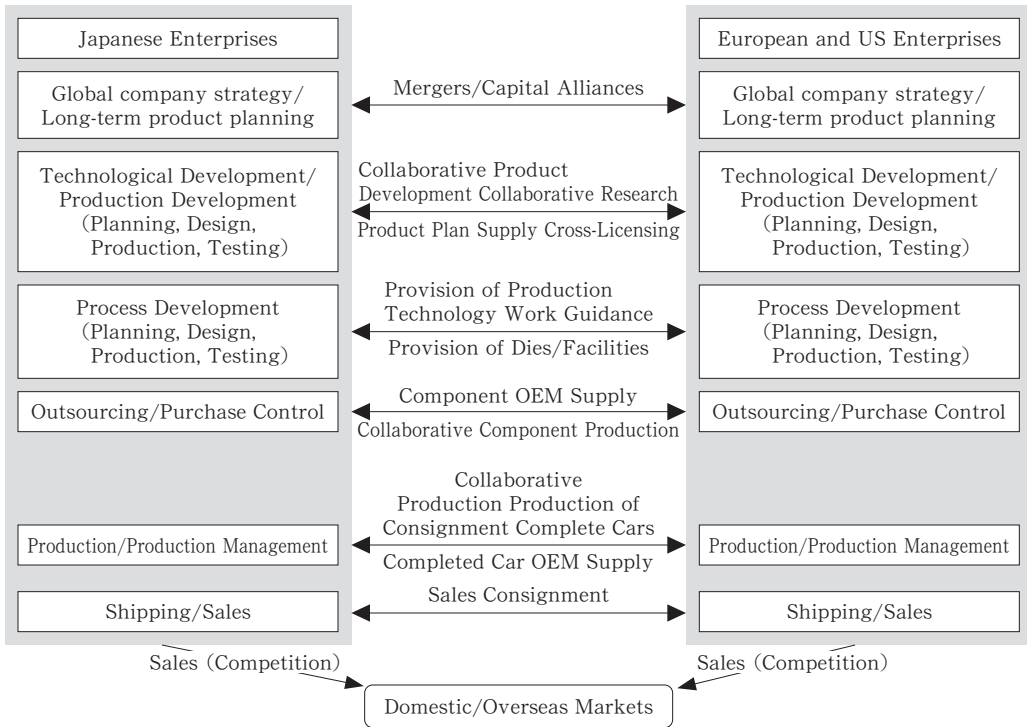 Japanese Enterprises
European and US Enterprises
Global company strategy/
Long-term product planning
Mergers/Capital Alliances
Global company strategy/
Long-term product planning
Technological Development/
Production Development
(Planning, Design,
Production, Testing)
Collaborative Product
Development Collaborative Research
Product Plan Supply Cross-Licensing
Technological Development/
Production Development
(Planning, Design,
Production, Testing)
Process Development
(Planning, Design,
Production, Testing)
Provision of Production
Technology Work Guidance
Provision of Dies/Facilities
Process Development
(Planning, Design,
Production, Testing)
Outsourcing/Purchase Control
Component OEM Supply
Collaborative Component Production
Outsourcing/Purchase Control
Production/Production Management
Collaborative
Production Production of
Consignment Complete Cars
Completed Car OEM Supply
Production/Production Management
Shipping/Sales
Sales Consignment
Shipping/Sales
Sales (Competition)
Sales (Competition)
Domestic/Overseas Markets